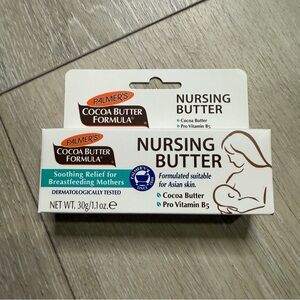 PALMER'S
COCOA BUTTER
FORMULA®
NURSING
BUTTER
Cocoa Butter
Pro Vitamin B5
PALMER'S
COCOA BUTTER
FORMULA®
Soothing Relief for
Breastfeeding Mothers
DERMATOLOGICALLY TESTED
NET WT. 30g/1.1oz.e
NURSING
BUTTER
Formulated suitable
for Asian skin.
Cocoa Butter
Pro Vitamin B5